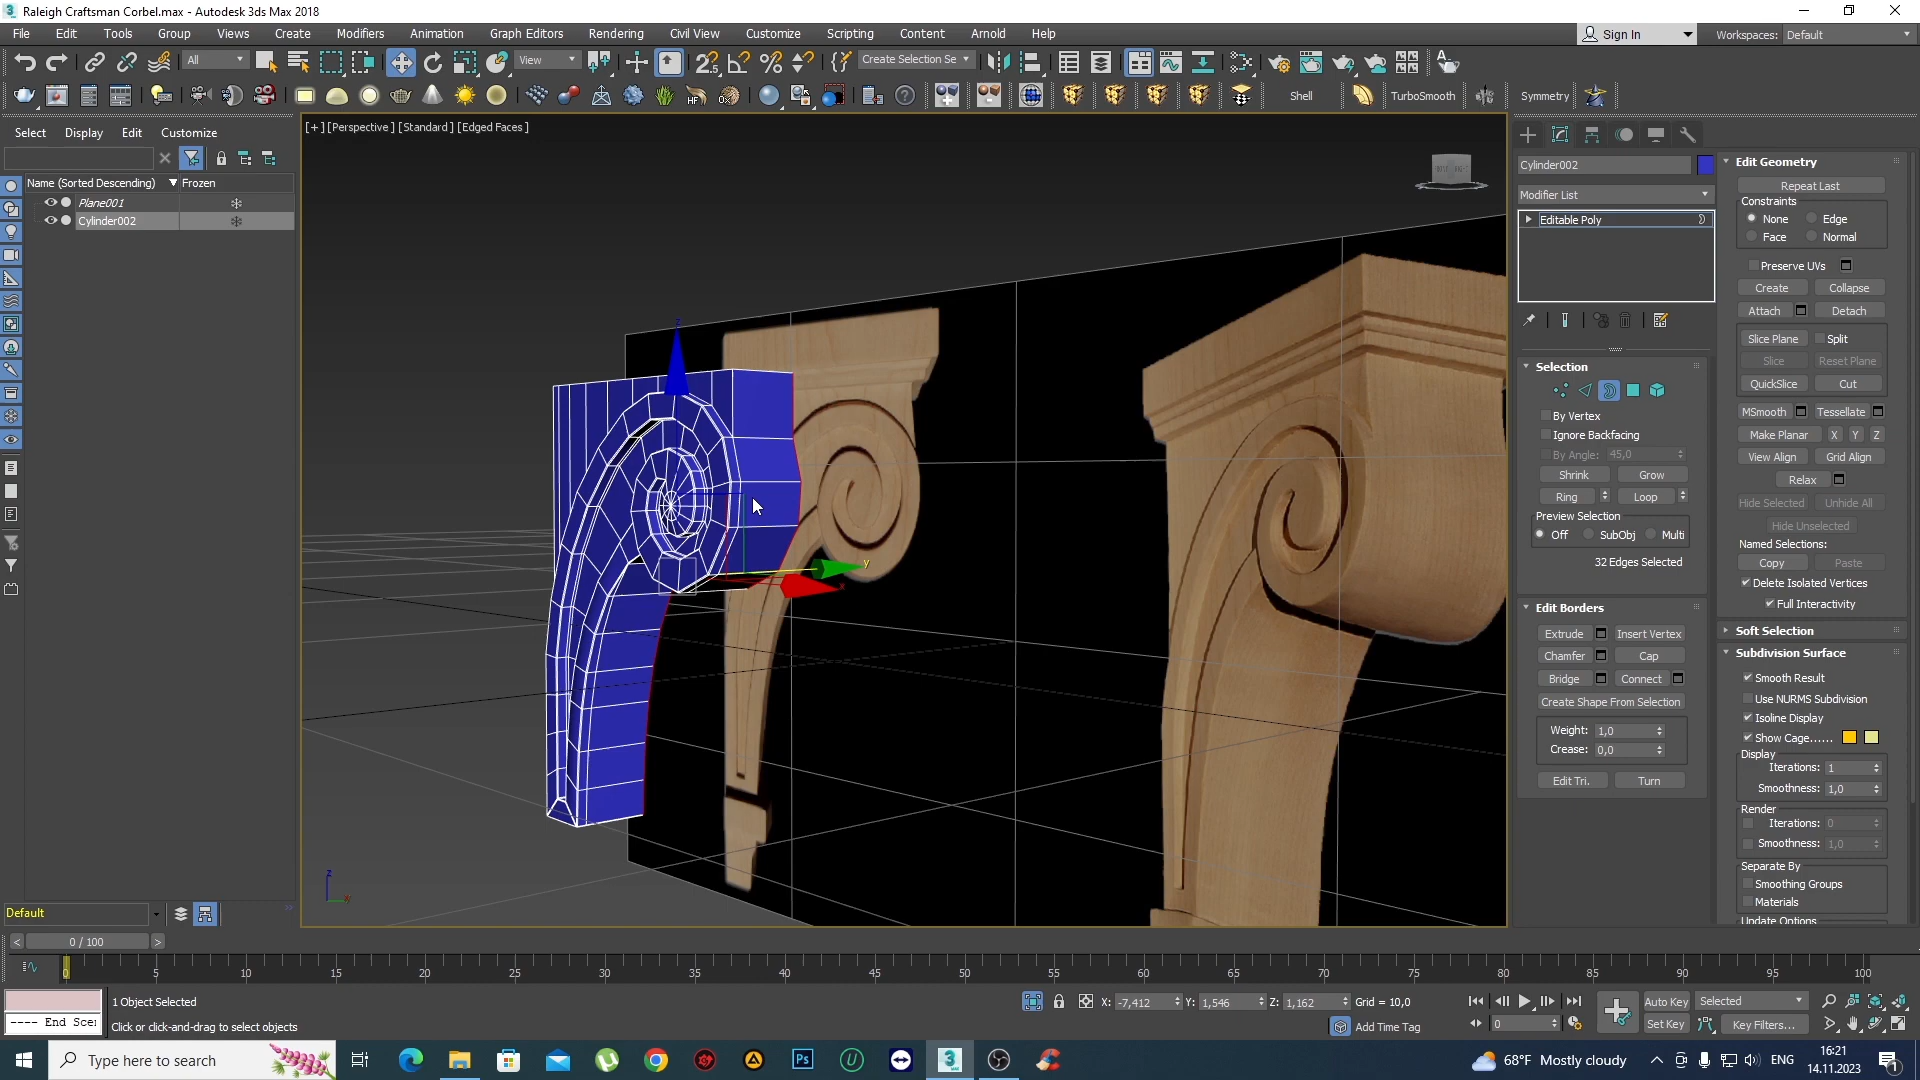 Raleigh Craftsman Corbel.max - Autodesk 3ds Max 2018
File Edit Tools Group Views Create Modifiers Animation Graph Editors Rendering Civil View Customize Scripting Content Arnold Help
Sign In Workspaces: Default
All View Create Selection Se
Shell TurboSmooth Symmetry
Select Display Edit Customize
Name (Sorted Descending) Frozen
Plane001
Cylinder002
[+] [Perspective] [Standard] [Edged Faces]
z
y
x
z
Cylinder002
Modifier List
Editable Poly
Selection
By Vertex
Ignore Backfacing
By Angle: 45,0
Shrink Grow
Ring Loop
Preview Selection
Off SubObj Multi
32 Edges Selected
Edit Borders
Extrude Insert Vertex
Chamfer Cap
Bridge Connect
Create Shape From Selection
Weight: 1,0
Crease: 0,0
Edit Tri. Turn
Edit Geometry
Repeat Last
Constraints
None Edge
Face Normal
Preserve UVs
Create Collapse
Attach Detach
Slice Plane Split
Slice Reset Plane
QuickSlice Cut
MSmooth Tessellate
Make Planar X Y Z
View Align Grid Align
Relax
Hide Selected Unhide All
Hide Unselected
Named Selections:
Copy Paste
Delete Isolated Vertices
Full Interactivity
Soft Selection
Subdivision Surface
Smooth Result
Use NURMS Subdivision
Isoline Display
Show Cage......
Display
Iterations: 1
Smoothness: 1,0
Render
Iterations: 0
Smoothness: 1,0
Separate By
Smoothing Groups
Materials
Update Options
Default
< 0 / 100 >
0 5 10 15 20 25 30 35 40 45 50 55 60 65 70 75 80 85 90 95 100
1 Object Selected
---- End Scei
Click or click-and-drag to select objects
X: -7,412 Y: 1,546 Z: 1,162 Grid = 10,0
Add Time Tag
0
Auto Key Selected
Set Key Key Filters...
Type here to search
Ps
3
68°F Mostly cloudy
ENG
16:21
14.11.2023
1